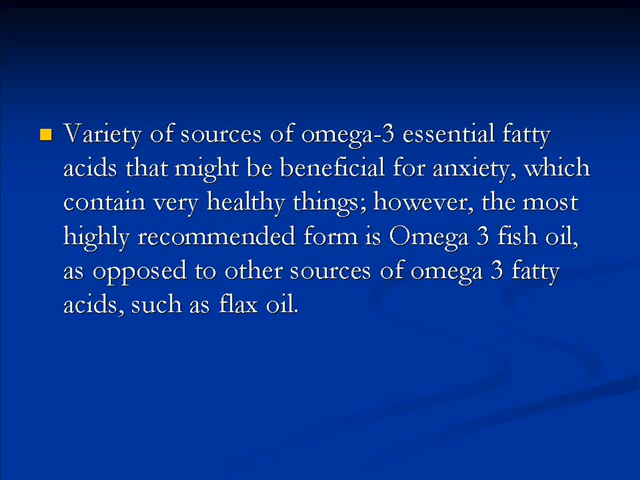 Variety of sources of omega-3 essential fatty
acids that might be beneficial for anxiety, which
contain very healthy things; however, the most
highly recommended form is Omega 3 fish oil,
as opposed to other sources of omega 3 fatty
acids, such as flax oil.